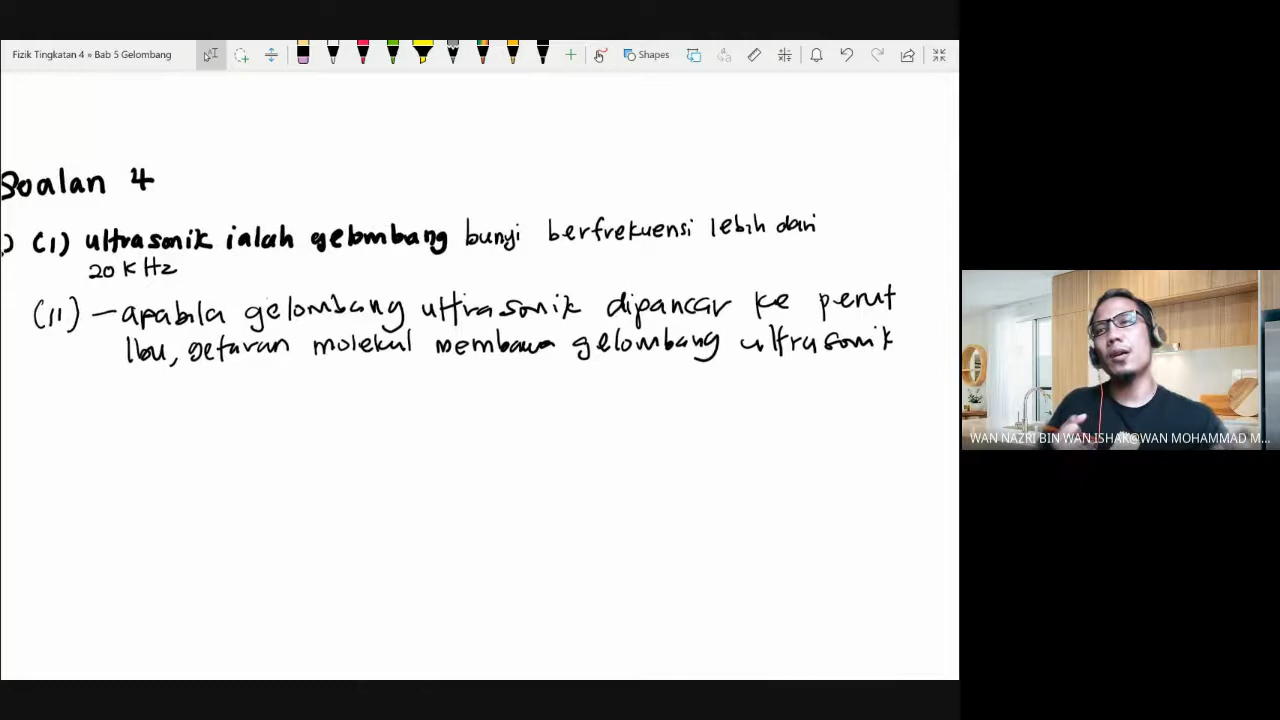 Fizik Tingkatan 4 » Bab 5 Gelombang
Shapes
Soalan 4
) (i) ultrasonik ialah gelombang bunyi berfrekuensi lebih dari
20 KHz
(ii) - apabila gelombang ultrasonik dipancar ke perut
Ibu, getaran molekul membawa gelombang ultrasonik
WAN NAZRI BIN WAN ISHAK@WAN MOHAMMAD M...